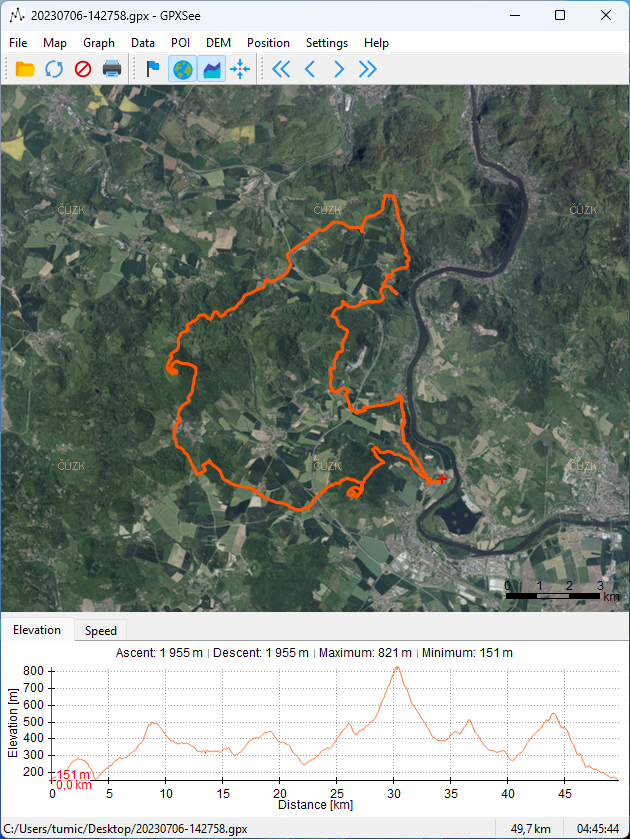 20230706-142758.gpx - GPXSee
File Map Graph Data POI DEM Position Settings Help
ČÚZK ČÚZK ČÚZK
ČÚZK ČÚZK ČÚZK
0 1 2 3
km
Elevation Speed
Ascent: 1 955 m | Descent: 1 955 m | Maximum: 821 m | Minimum: 151 m
Elevation [m]
800
700
600
500
400
300
200
151 m
0,0 km
0 5 10 15 20 25 30 35 40 45
Distance [km]
C:/Users/tumic/Desktop/20230706-142758.gpx 49,7 km 04:45:44